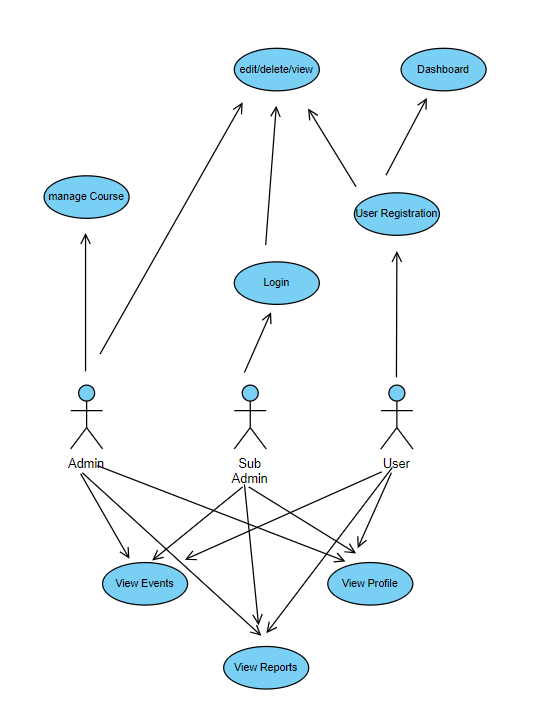 edit/delete/view
Dashboard
manage Course
User Registration
Login
Admin
Sub
Admin
User
View Events
View Profile
View Reports